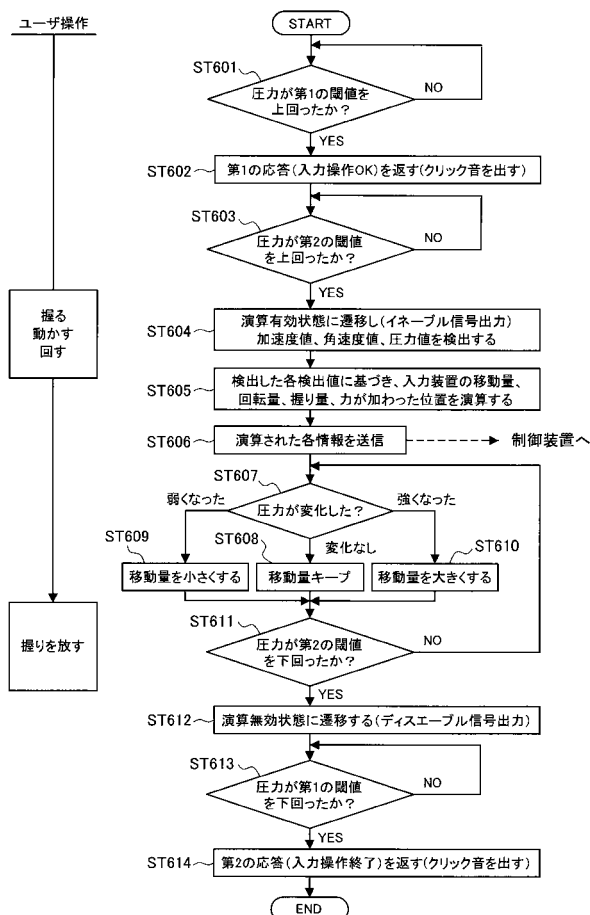 ユーザ操作
START
ST601
圧力が第1の閾値を
上回ったか?
NO
YES
ST602
第1の応答(入力操作OK)を返す(クリック音を出す)
ST603
圧力が第2の閾値
を上回ったか?
NO
YES
握る
動かす
回す
ST604
演算有効状態に遷移し(イネーブル信号出力)
加速度値、角速度値、圧力値を検出する
ST605
検出した各検出値に基づき、入力装置の移動量、
回転量、握り量、力が加わった位置を演算する
ST606
演算された各情報を送信
制御装置へ
ST607
圧力が変化した?
弱くなった
強くなった
変化なし
ST609
移動量を小さくする
ST608
移動量キープ
ST610
移動量を大きくする
握りを放す
ST611
圧力が第2の閾値
を下回ったか?
NO
YES
ST612
演算無効状態に遷移する(ディスエーブル信号出力)
ST613
圧力が第1の閾値
を下回ったか?
NO
YES
ST614
第2の応答(入力操作終了)を返す(クリック音を出す)
END